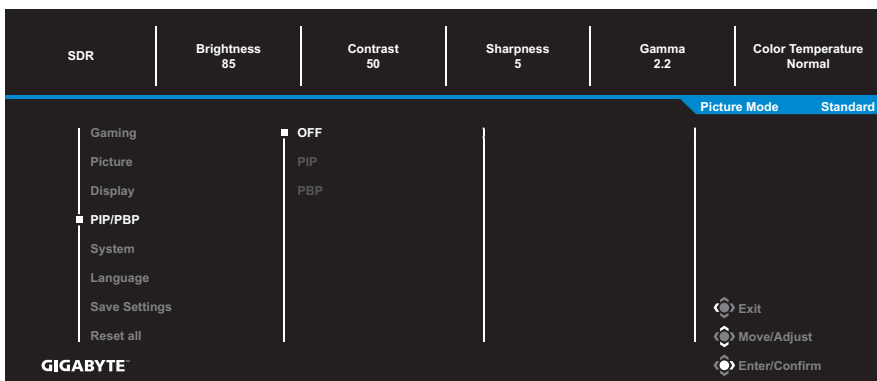 SDR
Brightness
85
Contrast
50
Sharpness
5
Gamma
2.2
Color Temperature
Normal
Picture Mode Standard
Gaming
Picture
Display
PIP/PBP
System
Language
Save Settings
Reset all
OFF
PIP
PBP
Exit
Move/Adjust
Enter/Confirm
GIGABYTE™